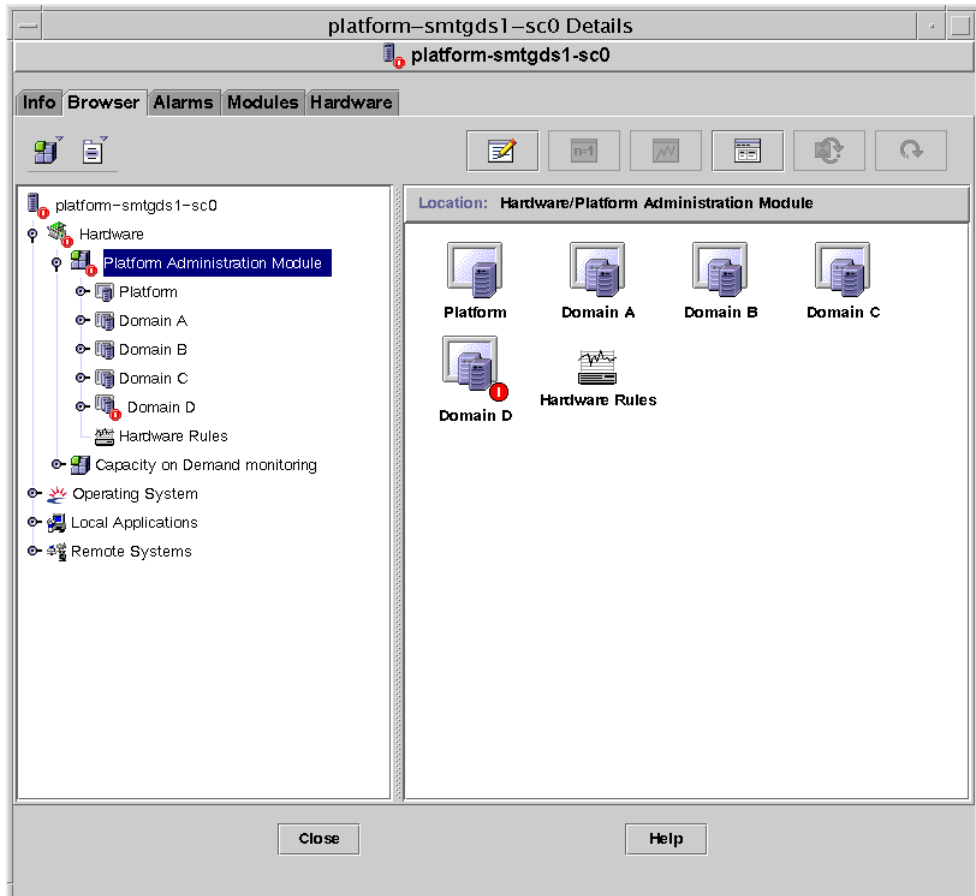 platform-smtgds1-sc0 Details
platform-smtgds1-sc0
Info Browser Alarms Modules Hardware
n=1
platform-smtgds1-sc0
Hardware
Platform Administration Module
Platform
Domain A
Domain B
Domain C
Domain D
Hardware Rules
Capacity on Demand monitoring
Operating System
Local Applications
Remote Systems
Location: Hardware/Platform Administration Module
Platform Domain A Domain B Domain C
Domain D Hardware Rules
Close Help